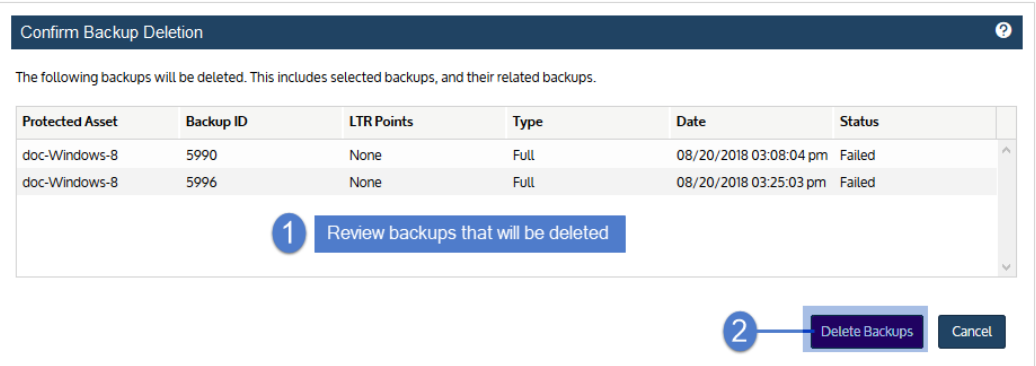 Confirm Backup Deletion ?
The following backups will be deleted. This includes selected backups, and their related backups.
Protected Asset Backup ID LTR Points Type Date Status
doc-Windows-8 5990 None Full 08/20/2018 03:08:04 pm Failed
doc-Windows-8 5996 None Full 08/20/2018 03:25:03 pm Failed
1 Review backups that will be deleted
2 Delete Backups Cancel